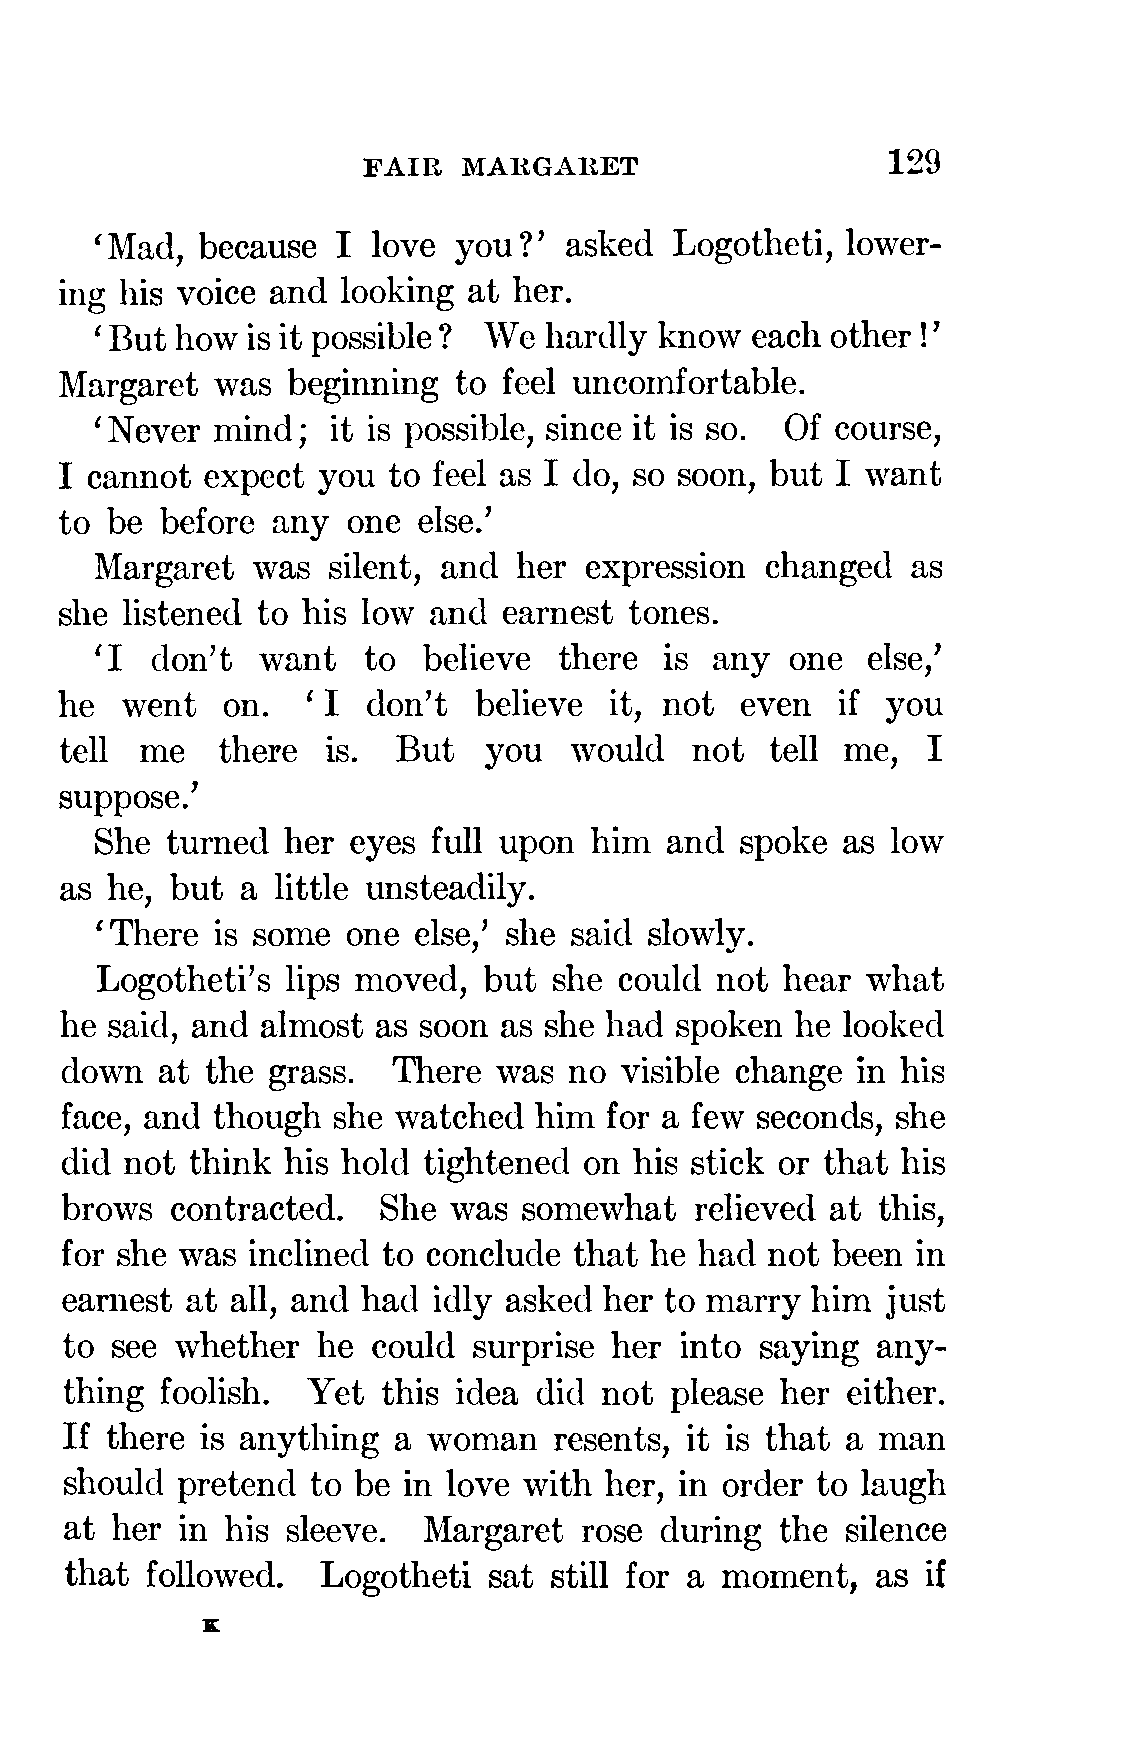 FAIR MARGARET 129
‘Mad, because I love you?’ asked Logotheti, lower-
ing his voice and looking at her.
‘But how is it possible? We hardly know each other!’
Margaret was beginning to feel uncomfortable.
‘Never mind; it is possible, since it is so. Of course,
I cannot expect you to feel as I do, so soon, but I want
to be before any one else.’
Margaret was silent, and her expression changed as
she listened to his low and earnest tones.
‘I don’t want to believe there is any one else,’
he went on. ‘I don’t believe it, not even if you
tell me there is. But you would not tell me, I
suppose.’
She turned her eyes full upon him and spoke as low
as he, but a little unsteadily.
‘There is some one else,’ she said slowly.
Logotheti’s lips moved, but she could not hear what
he said, and almost as soon as she had spoken he looked
down at the grass. There was no visible change in his
face, and though she watched him for a few seconds, she
did not think his hold tightened on his stick or that his
brows contracted. She was somewhat relieved at this,
for she was inclined to conclude that he had not been in
earnest at all, and had idly asked her to marry him just
to see whether he could surprise her into saying any-
thing foolish. Yet this idea did not please her either.
If there is anything a woman resents, it is that a man
should pretend to be in love with her, in order to laugh
at her in his sleeve. Margaret rose during the silence
that followed. Logotheti sat still for a moment, as if
K